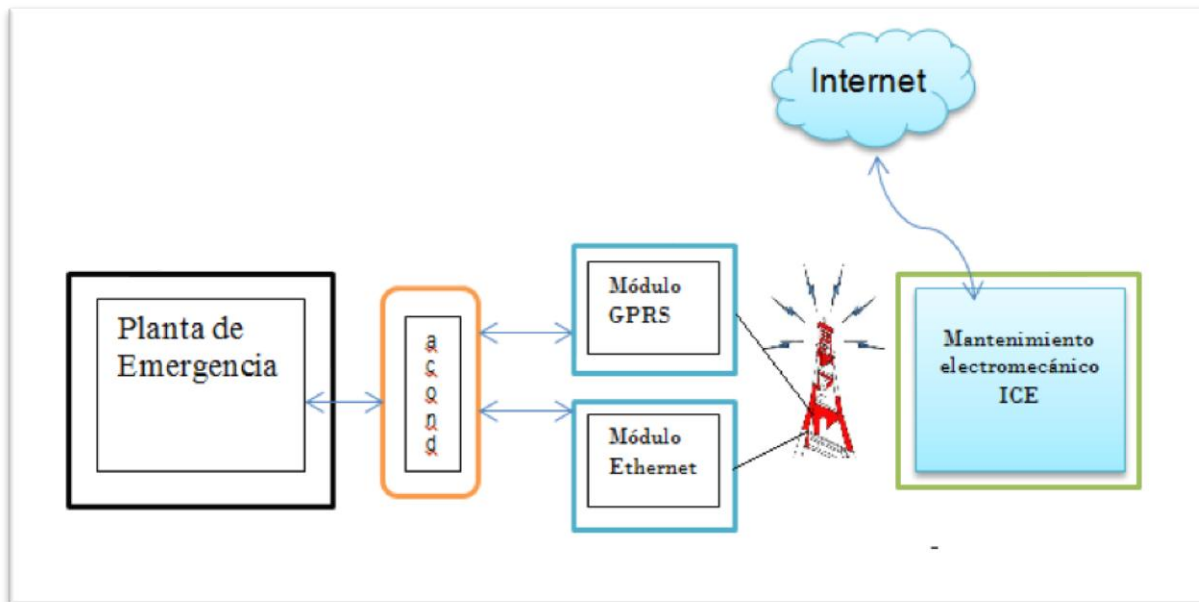 Internet
Planta de
Emergencia
a
c
o
n
d
Módulo
GPRS
Módulo
Ethernet
Mantenimiento
electromecánico
ICE
-